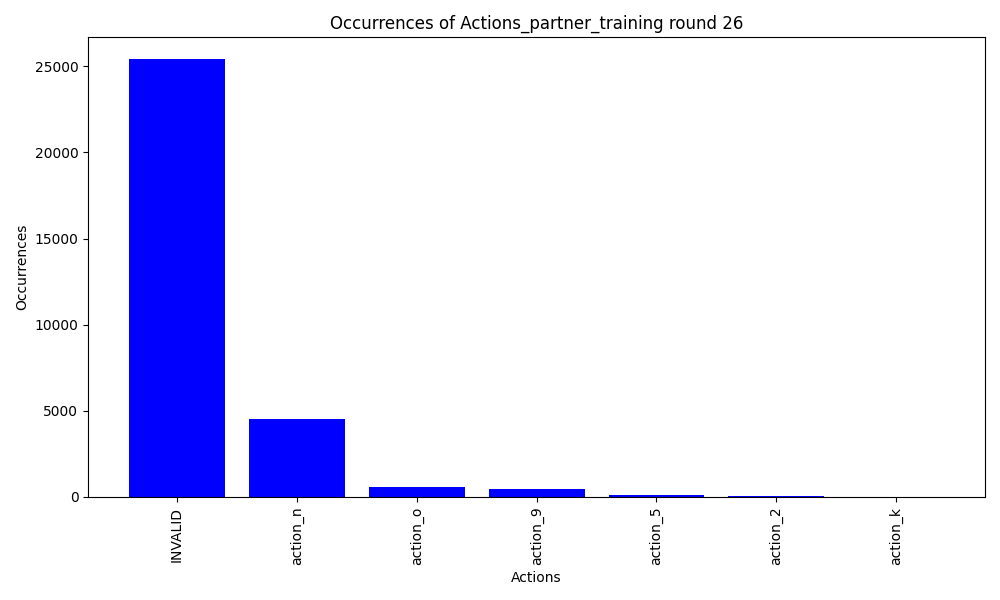 Occurrences of Actions_partner_training round 26
Occurrences
25000
20000
15000
10000
5000
0
INVALID
action_n
action_o
action_9
action_5
action_2
action_k
Actions